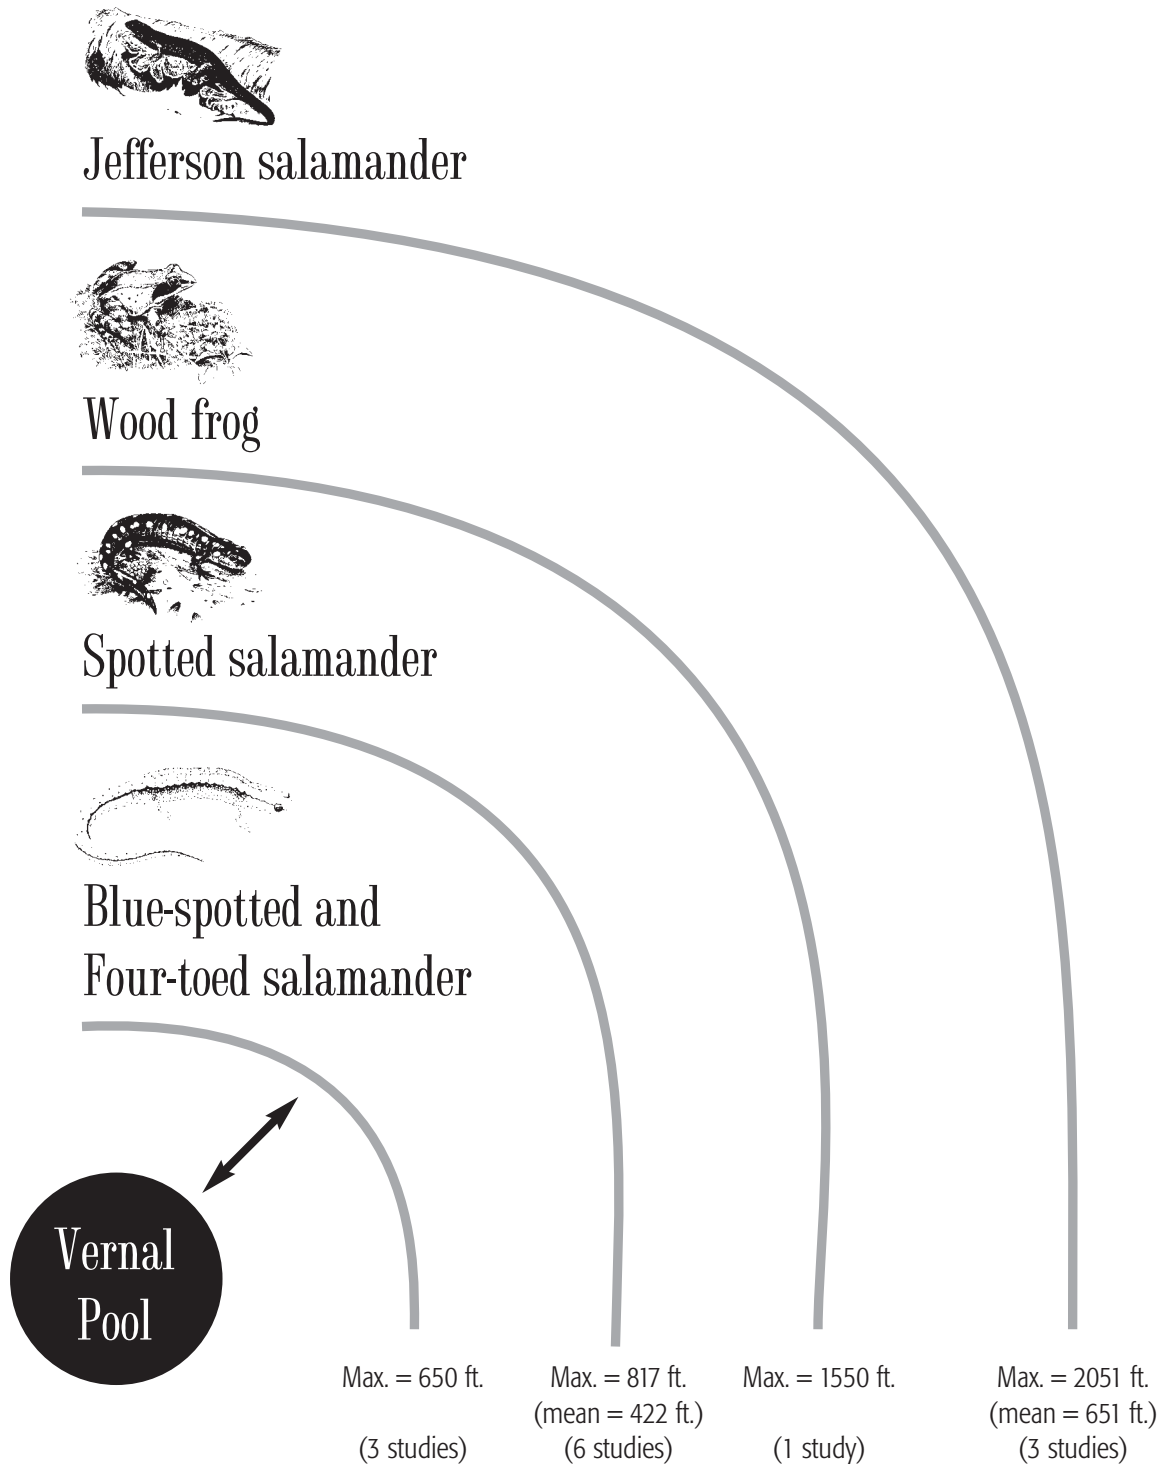 Jefferson salamander
Wood frog
Spotted salamander
Blue-spotted and
Four-toed salamander
Vernal
Pool
Max. = 650 ft.
(3 studies)
Max. = 817 ft.
(mean = 422 ft.)
(6 studies)
Max. = 1550 ft.
(1 study)
Max. = 2051 ft.
(mean = 651 ft.)
(3 studies)